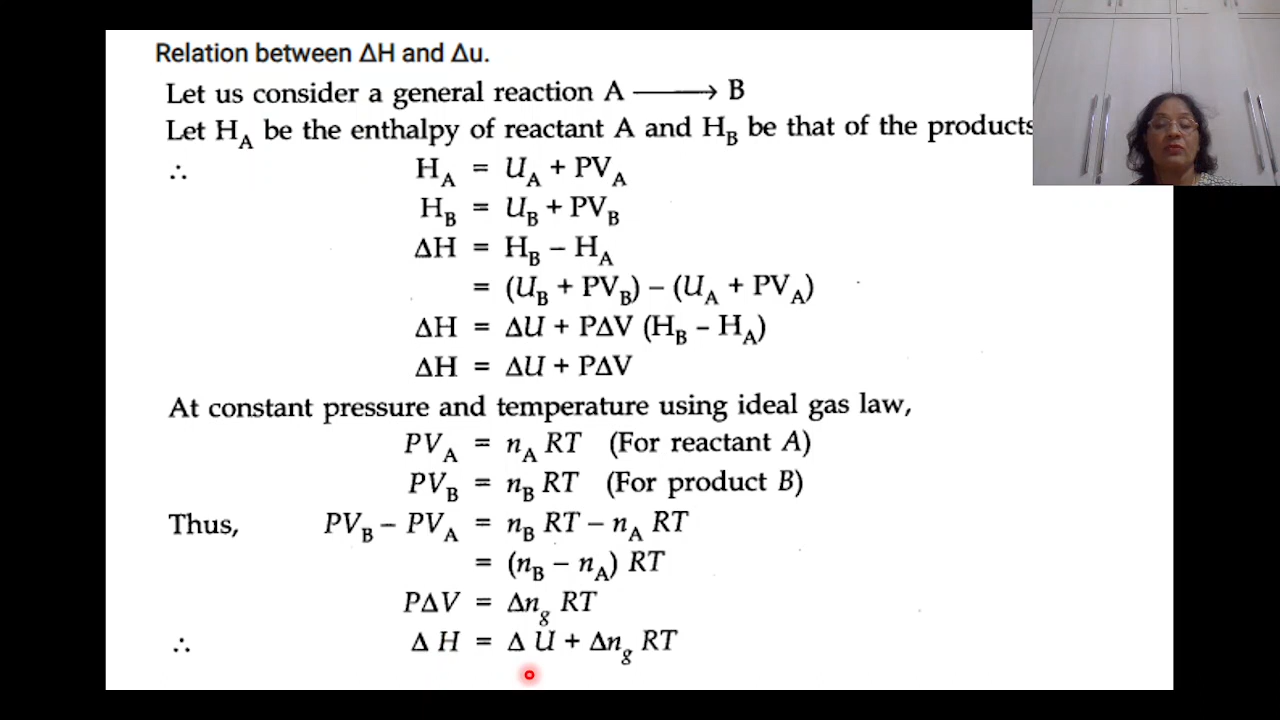 Relation between ΔH and Δu.
Let us consider a general reaction A ⟶ B
Let H_A be the enthalpy of reactant A and H_B be that of the products
∴ H_A = U_A + PV_A
H_B = U_B + PV_B
ΔH = H_B − H_A
= (U_B + PV_B) − (U_A + PV_A)
ΔH = ΔU + PΔV (H_B − H_A)
ΔH = ΔU + PΔV
At constant pressure and temperature using ideal gas law,
PV_A = n_A RT (For reactant A)
PV_B = n_B RT (For product B)
Thus, PV_B − PV_A = n_B RT − n_A RT
= (n_B − n_A) RT
PΔV = Δn_g RT
∴ Δ H = Δ U + Δn_g RT